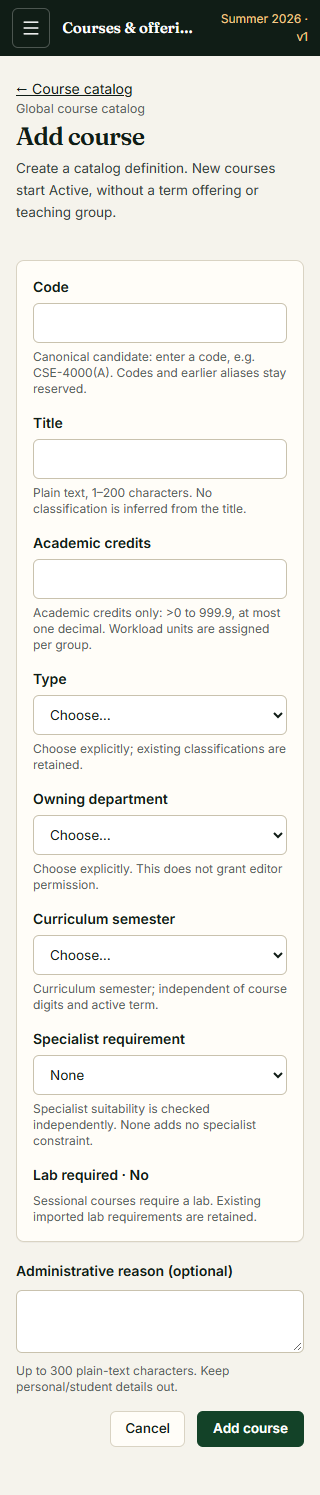 Courses & offeri...
Summer 2026 ·
v1
← Course catalog
Global course catalog
Add course
Create a catalog definition. New courses
start Active, without a term offering or
teaching group.
Code
Canonical candidate: enter a code, e.g.
CSE-4000(A). Codes and earlier aliases stay
reserved.
Title
Plain text, 1–200 characters. No
classification is inferred from the title.
Academic credits
Academic credits only: >0 to 999.9, at most
one decimal. Workload units are assigned
per group.
Type
Choose...
Choose explicitly; existing classifications are
retained.
Owning department
Choose...
Choose explicitly. This does not grant editor
permission.
Curriculum semester
Choose...
Curriculum semester; independent of course
digits and active term.
Specialist requirement
None
Specialist suitability is checked
independently. None adds no specialist
constraint.
Lab required · No
Sessional courses require a lab. Existing
imported lab requirements are retained.
Administrative reason (optional)
Up to 300 plain-text characters. Keep
personal/student details out.
Cancel
Add course